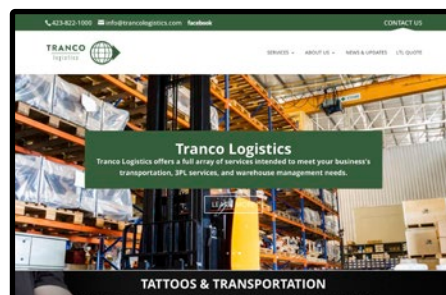 423-822-1000 info@trancologistics.com facebook
CONTACT US
TRANCO
logistics
SERVICES ABOUT US NEWS & UPDATES LTL QUOTE
Tranco Logistics
Tranco Logistics offers a full array of services intended to meet your business's
transportation, 3PL services, and warehouse management needs.
TATTOOS & TRANSPORTATION